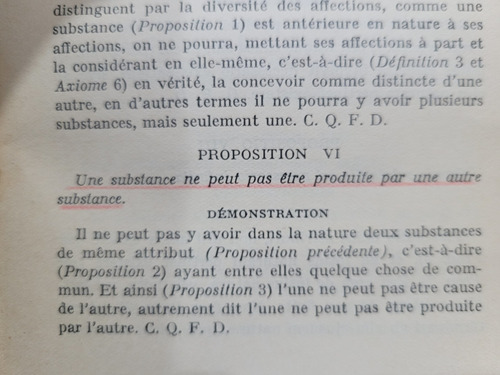 distinguent par la diversité des affections, comme une
substance (Proposition 1) est antérieure en nature à ses
affections, on ne pourra, mettant ses affections à part et
la considérant en elle-même, c'est-à-dire (Définition 3 et
Axiome 6) en vérité, la concevoir comme distincte d'une
autre, en d'autres termes il ne pourra y avoir plusieurs
substances, mais seulement une. C. Q. F. D.
PROPOSITION VI
Une substance ne peut pas être produite par une autre
substance.
DÉMONSTRATION
Il ne peut pas y avoir dans la nature deux substances
de même attribut (Proposition précédente), c'est-à-dire
(Proposition 2) ayant entre elles quelque chose de com-
mun. Et ainsi (Proposition 3) l'une ne peut pas être cause
de l'autre, autrement dit l'une ne peut pas être produite
par l'autre. C. Q. F. D.